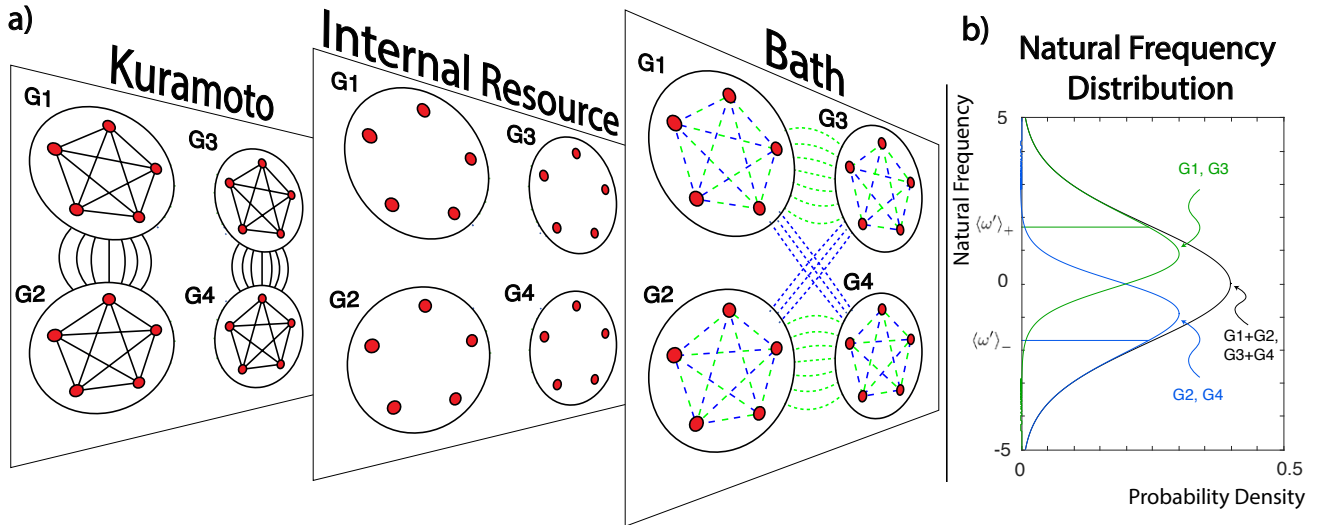 a)
Kuramoto
G1
G3
G2
G4
Internal Resource
G1
G3
G2
G4
Bath
G1
G3
G2
G4
b)
Natural Frequency
Distribution
Natural Frequency
5
⟨ω′⟩+
0
⟨ω′⟩−
-5
G1, G3
G1+G2,
G3+G4
G2, G4
0
0.5
Probability Density